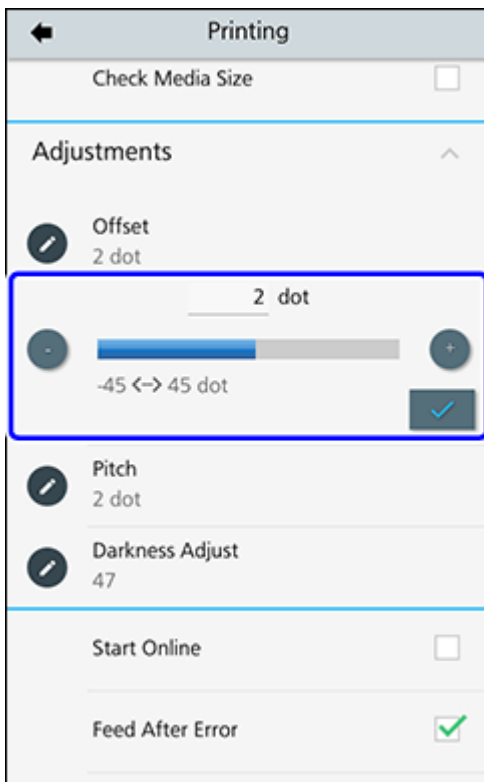 Printing
Check Media Size
Adjustments
Offset
2 dot
2 dot
-
+
-45 <--> 45 dot
Pitch
2 dot
Darkness Adjust
47
Start Online
Feed After Error